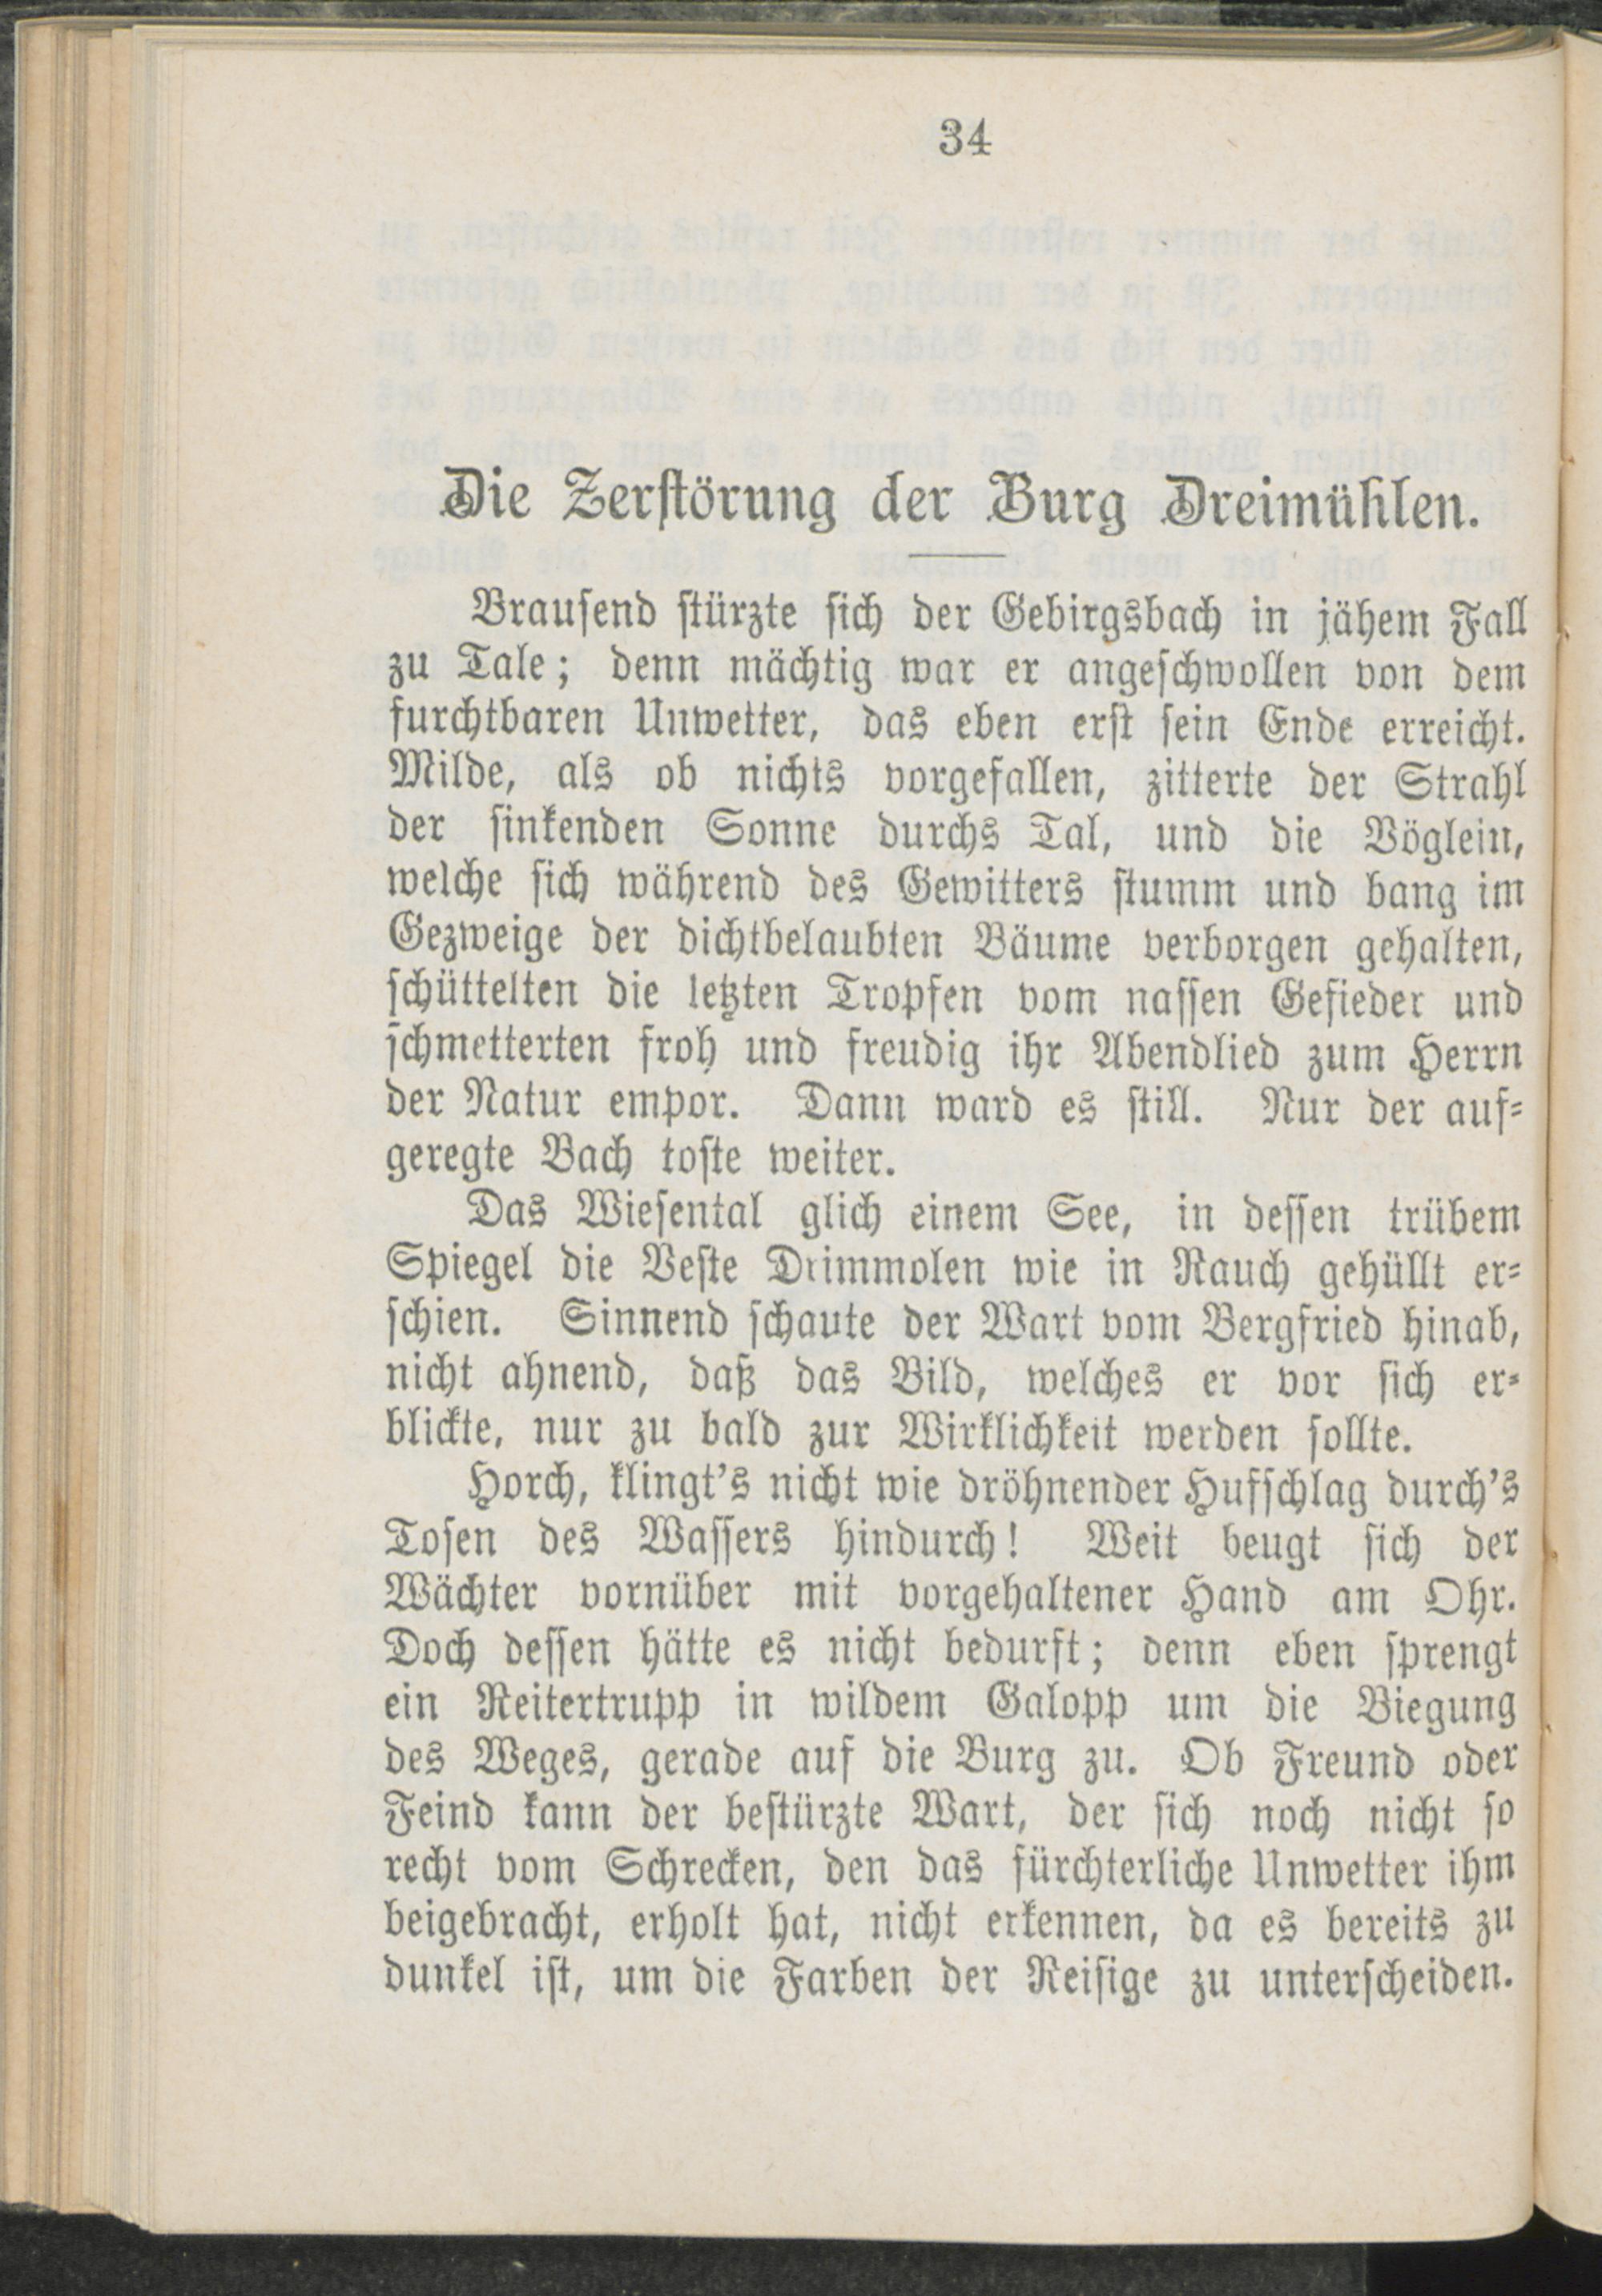 34
Die Zerstörung der Burg Dreimühlen.
Brausend stürzte sich der Gebirgsbach in jähem Fall
zu Tale; denn mächtig war er angeschwollen von dem
furchtbaren Unwetter, das eben erst sein Ende erreicht.
Milde, als ob nichts vorgefallen, zitterte der Strahl
der sinkenden Sonne durchs Tal, und die Vöglein,
welche sich während des Gewitters stumm und bang im
Gezweige der dichtbelaubten Bäume verborgen gehalten,
schüttelten die letzten Tropfen vom nassen Gefieder und
schmetterten froh und freudig ihr Abendlied zum Herrn
der Natur empor. Dann ward es still. Nur der auf-
geregte Bach toste weiter.
Das Wiesental glich einem See, in dessen trübem
Spiegel die Veste Drimmolen wie in Rauch gehüllt er-
schien. Sinnend schaute der Wart vom Bergfried hinab,
nicht ahnend, daß das Bild, welches er vor sich er-
blickte, nur zu bald zur Wirklichkeit werden sollte.
Horch, klingt's nicht wie dröhnender Hufschlag durch's
Tosen des Wassers hindurch! Weit beugt sich der
Wächter vornüber mit vorgehaltener Hand am Ohr.
Doch dessen hätte es nicht bedurft; denn eben sprengt
ein Reitertrupp in wildem Galopp um die Biegung
des Weges, gerade auf die Burg zu. Ob Freund oder
Feind kann der bestürzte Wart, der sich noch nicht so
recht vom Schrecken, den das fürchterliche Unwetter ihm
beigebracht, erholt hat, nicht erkennen, da es bereits zu
dunkel ist, um die Farben der Reisige zu unterscheiden.